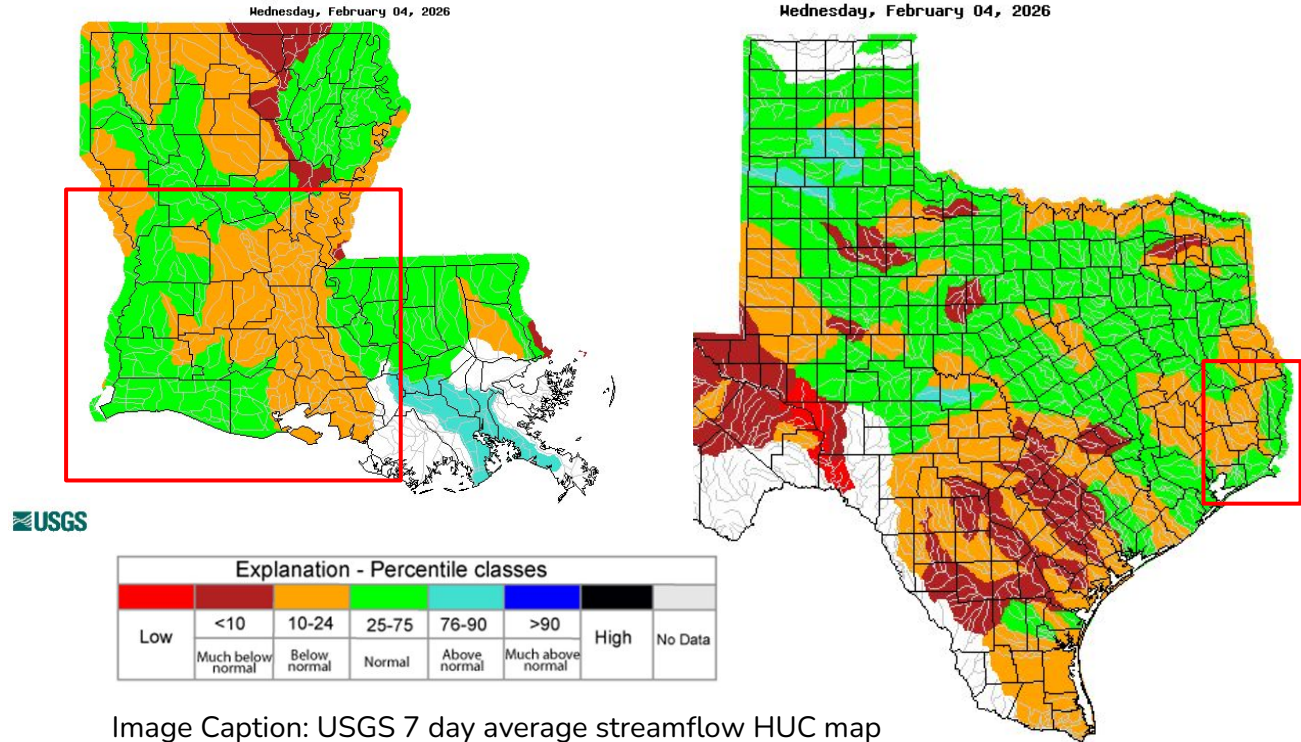 Wednesday, February 04, 2026
Wednesday, February 04, 2026
USGS
Explanation - Percentile classes
Low
<10
10-24
25-75
76-90
>90
High
No Data
Much below normal
Below normal
Normal
Above normal
Much above normal
Image Caption: USGS 7 day average streamflow HUC map